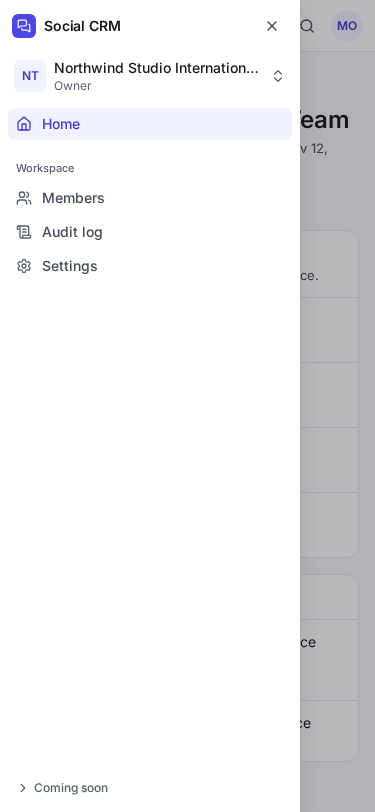 Social CRM
MO
NT
Northwind Studio Internation...
Owner
Home
Workspace
Members
Audit log
Settings
Coming soon
Team
v 12,
ce.
ce
ce